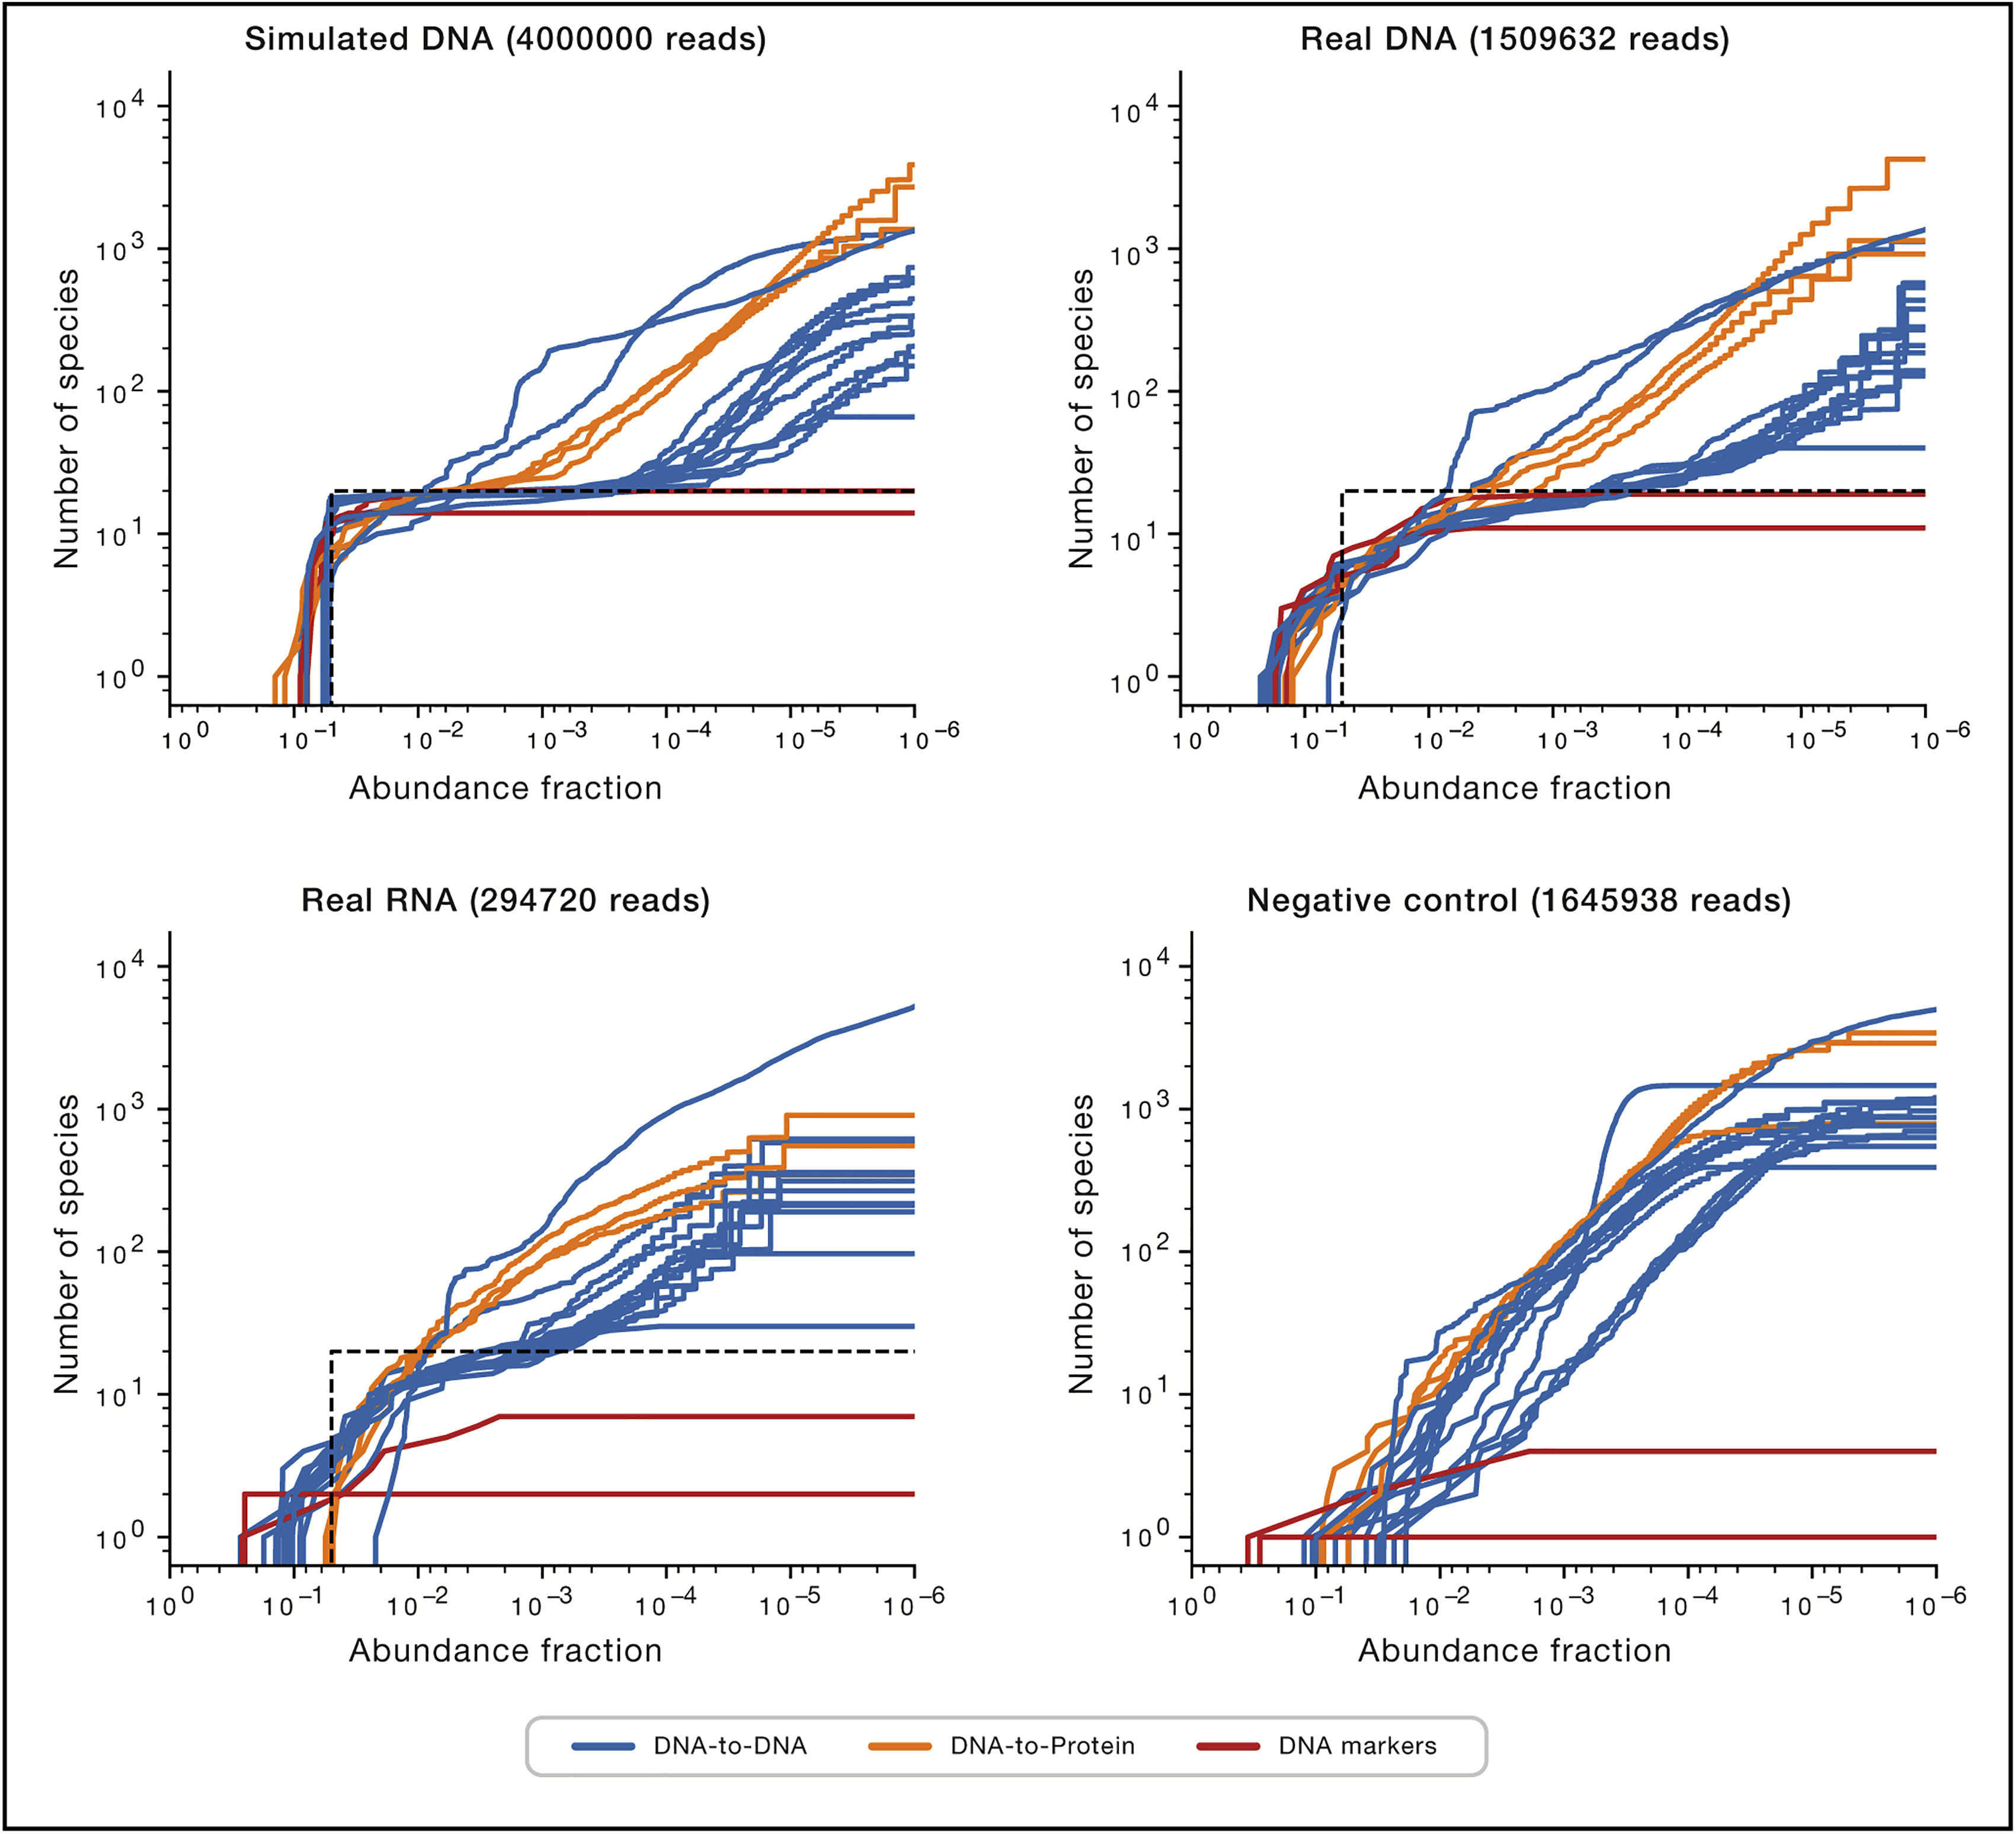 Simulated DNA (4000000 reads)
Number of species
10^4
10^3
10^2
10^1
10^0
10^0 10^−1 10^−2 10^−3 10^−4 10^−5 10^−6
Abundance fraction
Real DNA (1509632 reads)
Number of species
10^4
10^3
10^2
10^1
10^0
10^0 10^−1 10^−2 10^−3 10^−4 10^−5 10^−6
Abundance fraction
Real RNA (294720 reads)
Number of species
10^4
10^3
10^2
10^1
10^0
10^0 10^−1 10^−2 10^−3 10^−4 10^−5 10^−6
Abundance fraction
Negative control (1645938 reads)
Number of species
10^4
10^3
10^2
10^1
10^0
10^0 10^−1 10^−2 10^−3 10^−4 10^−5 10^−6
Abundance fraction
DNA-to-DNA DNA-to-Protein DNA markers